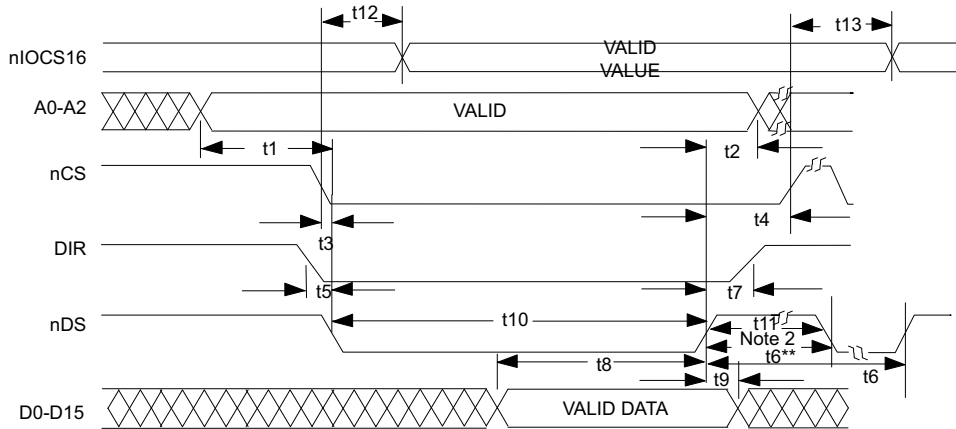 t12
t13
nIOCS16
VALID
VALUE
A0-A2
VALID
t1
t2
nCS
t4
t3
DIR
t5
t7
nDS
t10
t11
Note 2
t6**
t8
t6
t9
D0-D15
VALID DATA